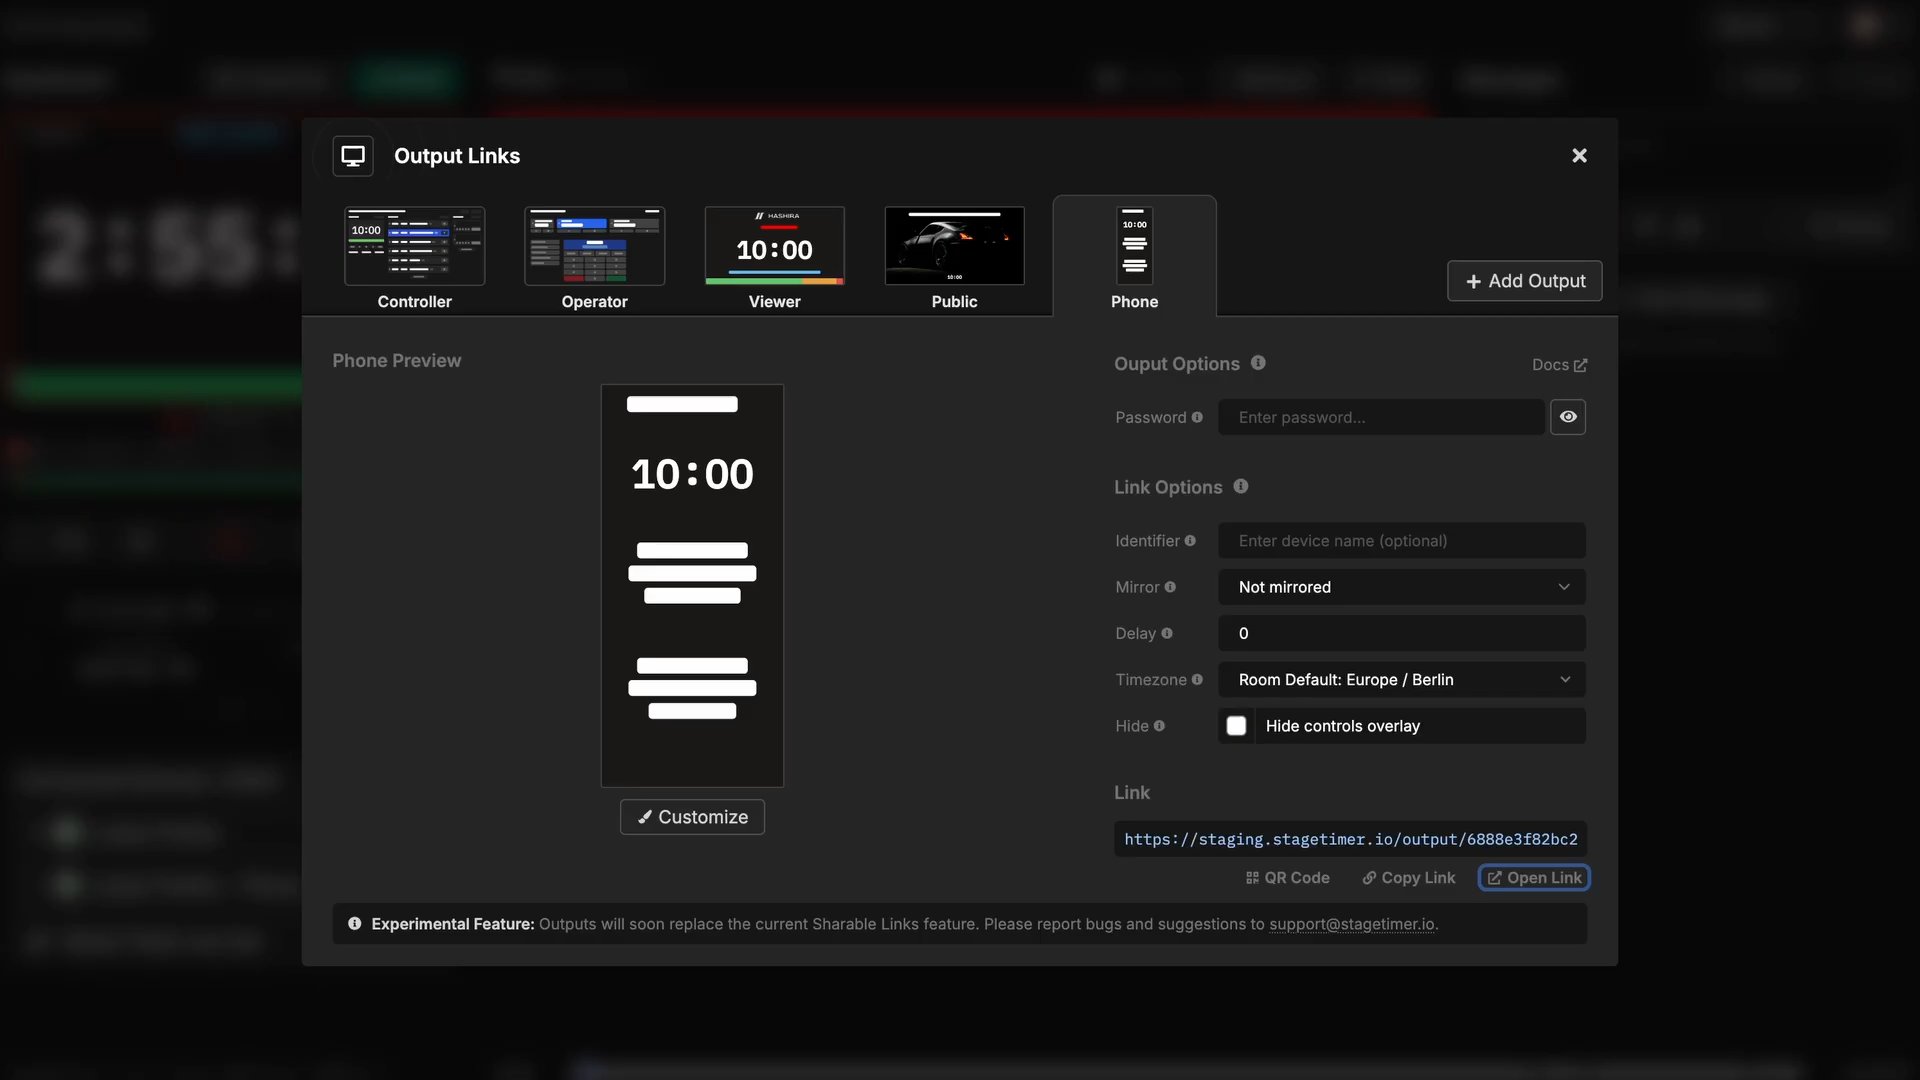 Output Links
10:00
Controller
Operator
HASHIRA
10:00
Viewer
10:00
Public
10:00
Phone
Add Output
Phone Preview
10:00
Customize
Ouput Options
Docs
Password
Enter password...
Link Options
Identifier
Enter device name (optional)
Mirror
Not mirrored
Delay
0
Timezone
Room Default: Europe / Berlin
Hide
Hide controls overlay
Link
https://staging.stagetimer.io/output/6888e3f82bc2
QR Code
Copy Link
Open Link
Experimental Feature: Outputs will soon replace the current Sharable Links feature. Please report bugs and suggestions to support@stagetimer.io.
2:55: